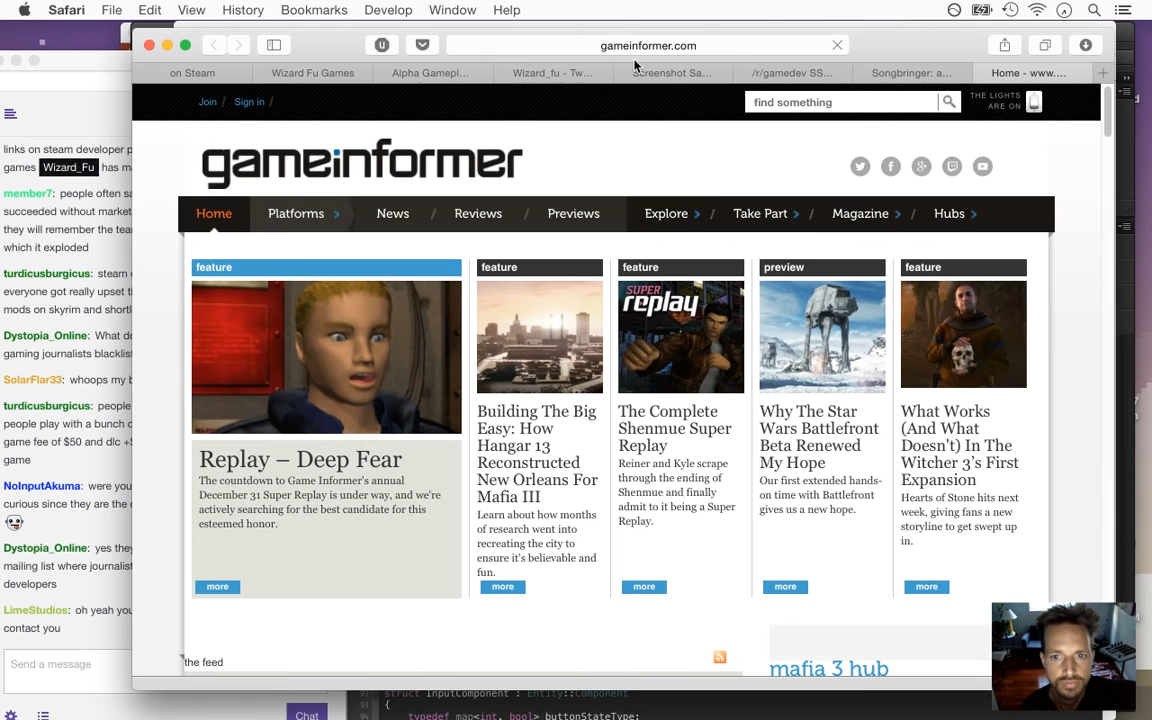 Safari File Edit View History Bookmarks Develop Window Help
gameinformer.com
on Steam Wizard Fu Games Alpha Gamepl... Wizard_fu - Tw... Screenshot Sa... /r/gamedev SS... Songbringer: a... Home - www....
Join / Sign in /
find something
THE LIGHTS
ARE ON
gameinformer
Home Platforms News / Reviews / Previews Explore / Take Part / Magazine / Hubs
feature
Replay – Deep Fear
The countdown to Game Informer's annual
December 31 Super Replay is under way, and we're
actively searching for the best candidate for this
esteemed honor.
more
feature
Building The Big
Easy: How
Hangar 13
Reconstructed
New Orleans For
Mafia III
Learn about how months
of research went into
recreating the city to
ensure it's believable and
fun.
more
feature
SUPER
replay
The Complete
Shenmue Super
Replay
Reiner and Kyle scrape
through the ending of
Shenmue and finally
admit to it being a Super
Replay.
more
preview
Why The Star
Wars Battlefront
Beta Renewed
My Hope
Our first extended hands-
on time with Battlefront
gives us a new hope.
more
feature
What Works
(And What
Doesn't) In The
Witcher 3's First
Expansion
Hearts of Stone hits next
week, giving fans a new
storyline to get swept up
in.
more
the feed
mafia 3 hub
links on steam developer p
games Wizard_Fu has m
member7: people often sa
succeeded without market
they will remember the tea
which it exploded
turdicusburgicus: steam
everyone got really upset t
mods on skyrim and shortl
Dystopia_Online: What do
gaming journalists blacklist
SolarFlar33: whoops my b
turdicusburgicus: people
people play with a bunch o
game fee of $50 and dlc +$
game
NoInputAkuma: were you
curious since they are the
Dystopia_Online: yes they
mailing list where journalist
developers
LimeStudios: oh yeah you
contact you
Send a message
Chat
92 struct InputComponent : Entity::Component
93 {
94 typedef map<int, bool> buttonStateType;